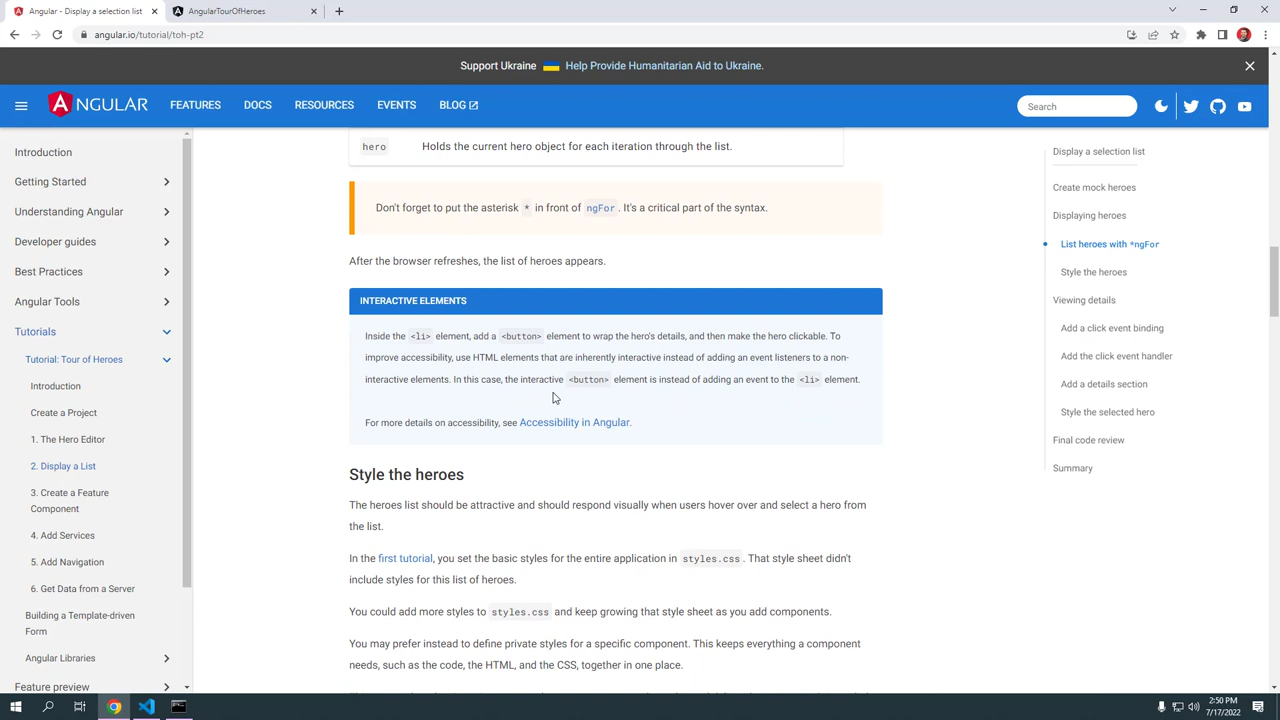 Angular - Display a selection list
AngularTourOfHeroes
angular.io/tutorial/toh-pt2
Support Ukraine Help Provide Humanitarian Aid to Ukraine.
ANGULAR FEATURES DOCS RESOURCES EVENTS BLOG
Search
Introduction
Getting Started
Understanding Angular
Developer guides
Best Practices
Angular Tools
Tutorials
Tutorial: Tour of Heroes
Introduction
Create a Project
1. The Hero Editor
2. Display a List
3. Create a Feature
Component
4. Add Services
5. Add Navigation
6. Get Data from a Server
Building a Template-driven
Form
Angular Libraries
Feature preview
hero Holds the current hero object for each iteration through the list.
Don't forget to put the asterisk * in front of ngFor. It's a critical part of the syntax.
After the browser refreshes, the list of heroes appears.
INTERACTIVE ELEMENTS
Inside the <li> element, add a <button> element to wrap the hero's details, and then make the hero clickable. To
improve accessibility, use HTML elements that are inherently interactive instead of adding an event listeners to a non-
interactive elements. In this case, the interactive <button> element is instead of adding an event to the <li> element.
For more details on accessibility, see Accessibility in Angular.
Style the heroes
The heroes list should be attractive and should respond visually when users hover over and select a hero from
the list.
In the first tutorial, you set the basic styles for the entire application in styles.css. That style sheet didn't
include styles for this list of heroes.
You could add more styles to styles.css and keep growing that style sheet as you add components.
You may prefer instead to define private styles for a specific component. This keeps everything a component
needs, such as the code, the HTML, and the CSS, together in one place.
Display a selection list
Create mock heroes
Displaying heroes
List heroes with *ngFor
Style the heroes
Viewing details
Add a click event binding
Add the click event handler
Add a details section
Style the selected hero
Final code review
Summary
2:50 PM
7/17/2022